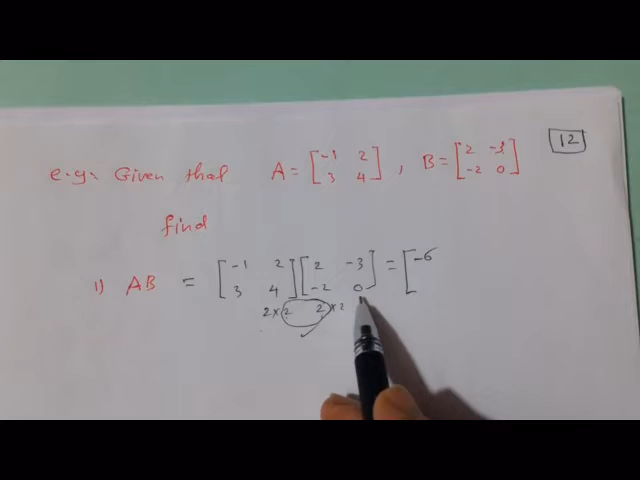 12
e.g. Given that A = [-1 2 3 4], B = [2 -3 -2 0]
find
1) AB = [-1 2 3 4][2 -3 -2 0] = [-6
2×2 2×2